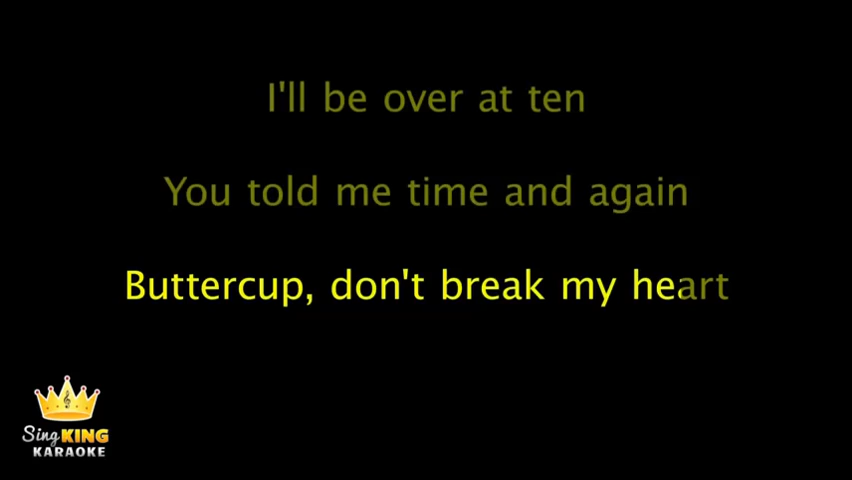 I'll be over at ten
You told me time and again
Buttercup, don't break my heart
Sing KING
KARAOKE